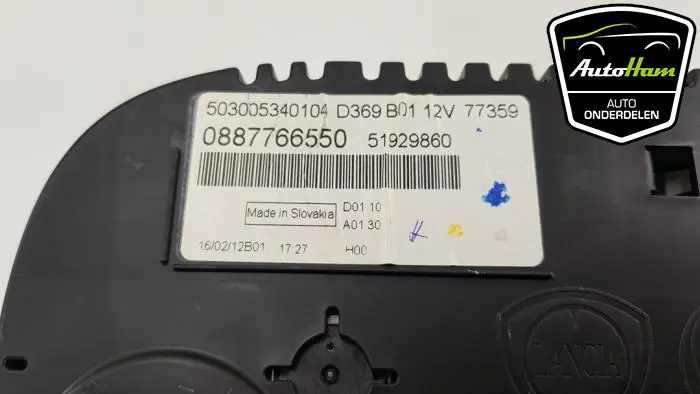 503005340104 D369 B01 12V 77359
0887766550 51929860
Made in Slovakia
D01 10
A01 30
16/02/12B01 17:27 H00
AutoHam
AUTO
ONDERDELEN
LANCIA